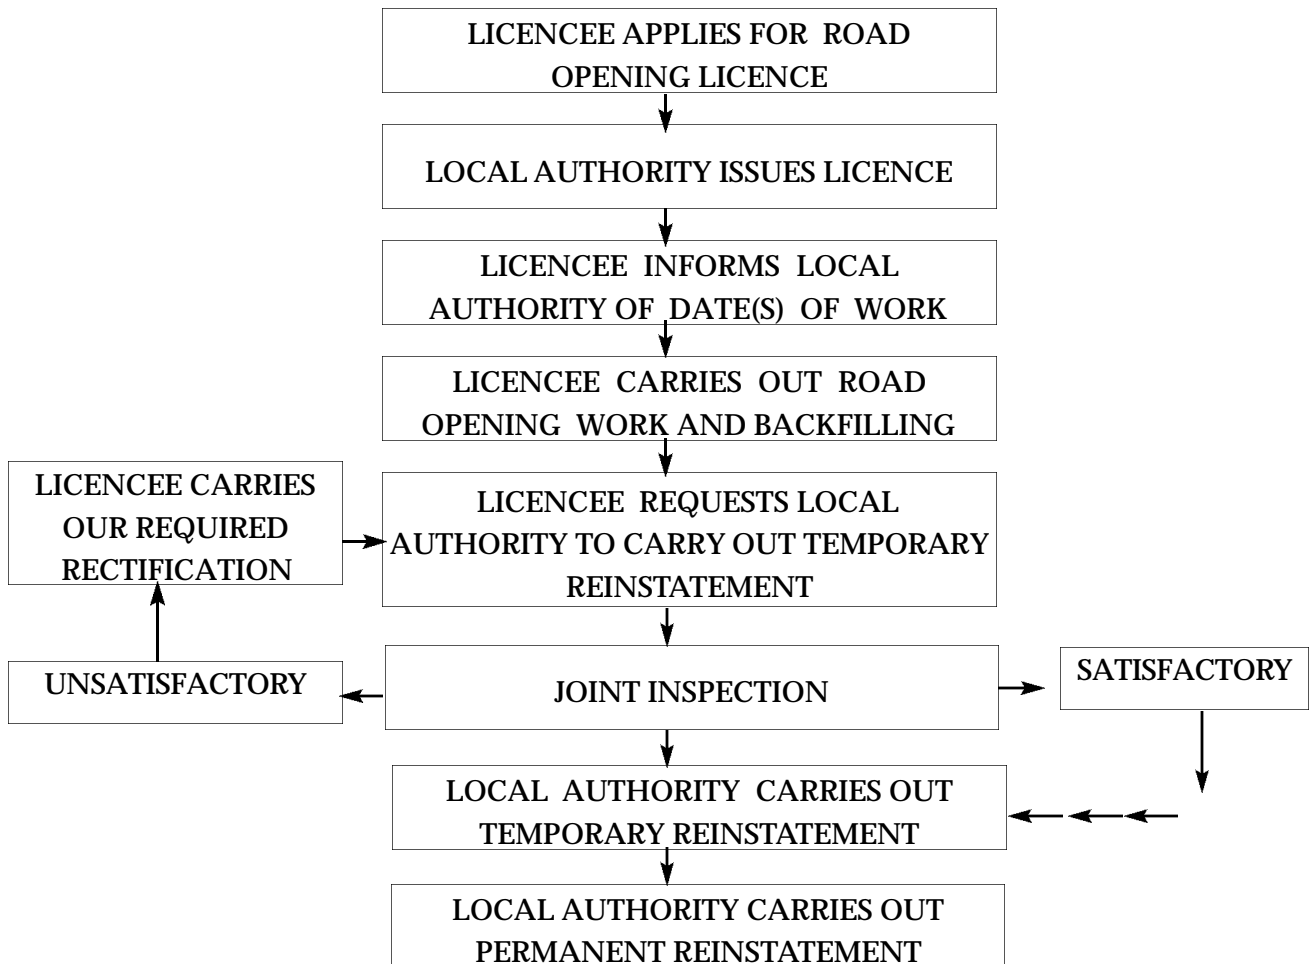 LICENCEE APPLIES FOR ROAD
OPENING LICENCE
LOCAL AUTHORITY ISSUES LICENCE
LICENCEE INFORMS LOCAL
AUTHORITY OF DATE(S) OF WORK
LICENCEE CARRIES OUT ROAD
OPENING WORK AND BACKFILLING
LICENCEE CARRIES
OUR REQUIRED
RECTIFICATION
LICENCEE REQUESTS LOCAL
AUTHORITY TO CARRY OUT TEMPORARY
REINSTATEMENT
UNSATISFACTORY
JOINT INSPECTION
SATISFACTORY
LOCAL AUTHORITY CARRIES OUT
TEMPORARY REINSTATEMENT
LOCAL AUTHORITY CARRIES OUT
PERMANENT REINSTATEMENT